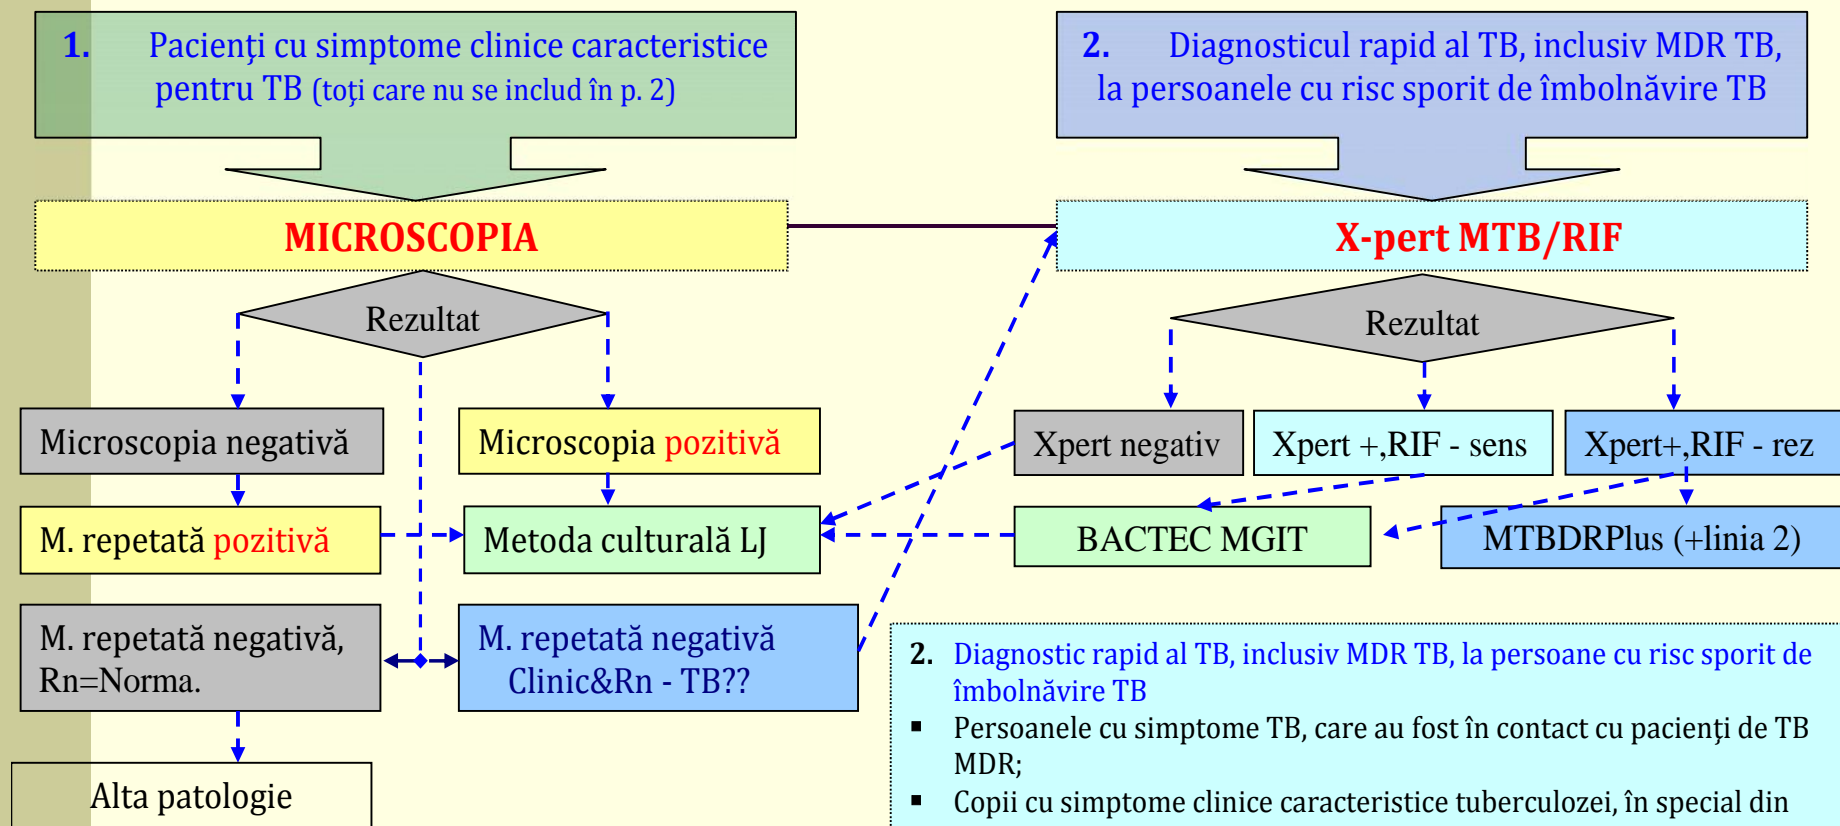 1. Pacienți cu simptome clinice caracteristice
pentru TB (toți care nu se includ în p. 2)
2. Diagnosticul rapid al TB, inclusiv MDR TB,
la persoanele cu risc sporit de îmbolnăvire TB
MICROSCOPIA
X-pert MTB/RIF
Rezultat
Rezultat
Microscopia negativă
Microscopia pozitivă
Xpert negativ
Xpert +,RIF - sens
Xpert+,RIF - rez
M. repetată pozitivă
Metoda culturală LJ
BACTEC MGIT
MTBDRPlus (+linia 2)
M. repetată negativă,
Rn=Norma.
M. repetată negativă
Clinic&Rn - TB??
Alta patologie
2. Diagnostic rapid al TB, inclusiv MDR TB, la persoane cu risc sporit de
îmbolnăvire TB
▪ Persoanele cu simptome TB, care au fost în contact cu pacienți de TB
MDR;
▪ Copii cu simptome clinice caracteristice tuberculozei, în special din